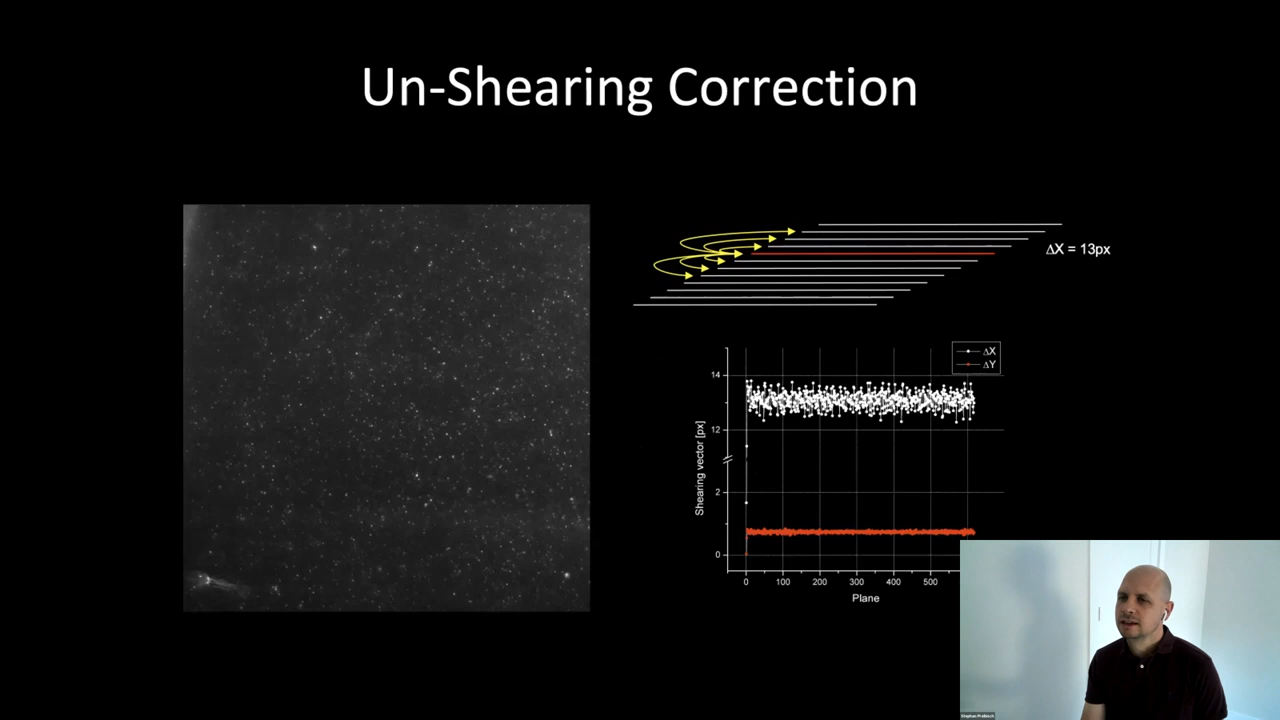 Un-Shearing Correction
ΔX = 13px
ΔX
ΔY
14
12
2
0
Shearing vector [px]
0 100 200 300 400 500
Plane